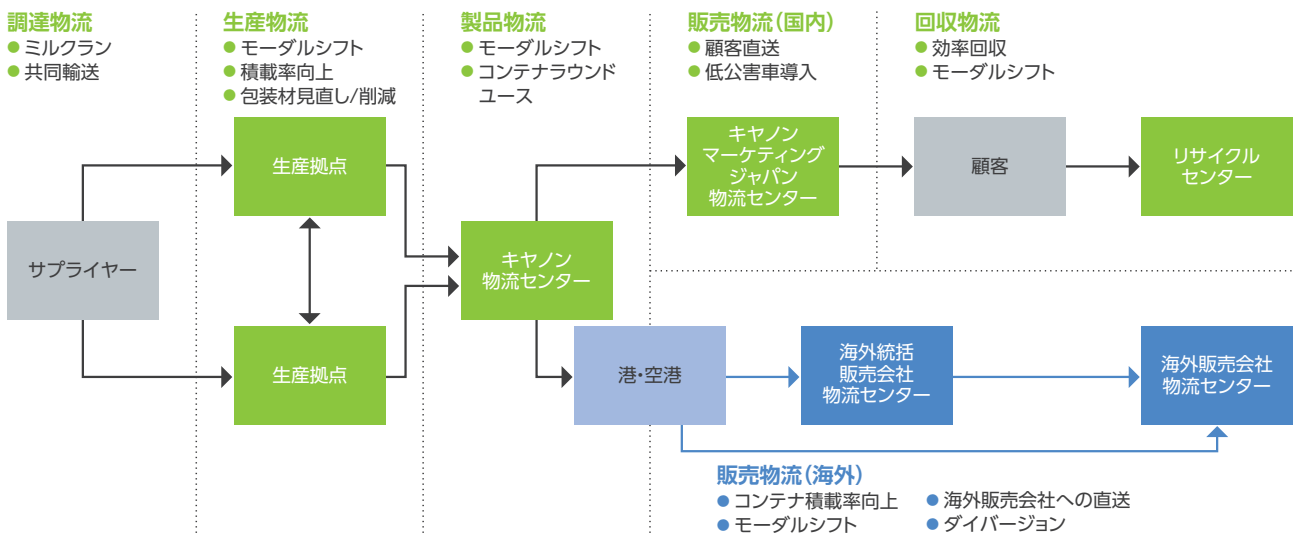 調達物流
● ミルクラン
● 共同輸送
生産物流
● モーダルシフト
● 積載率向上
● 包装材見直し/削減
製品物流
● モーダルシフト
● コンテナラウンド
ユース
販売物流(国内)
● 顧客直送
● 低公害車導入
回収物流
● 効率回収
● モーダルシフト
サプライヤー
生産拠点
生産拠点
キヤノン
物流センター
キヤノン
マーケティング
ジャパン
物流センター
顧客
リサイクル
センター
港・空港
海外統括
販売会社
物流センター
海外販売会社
物流センター
販売物流(海外)
● コンテナ積載率向上
● モーダルシフト
● 海外販売会社への直送
● ダイバージョン